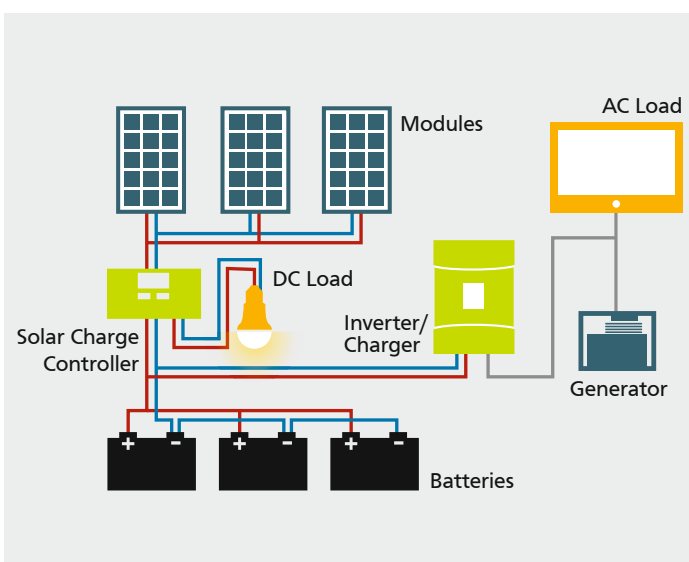 AC Load
Modules
DC Load
Inverter/
Charger
Solar Charge
Controller
Generator
+ - + - + -
Batteries